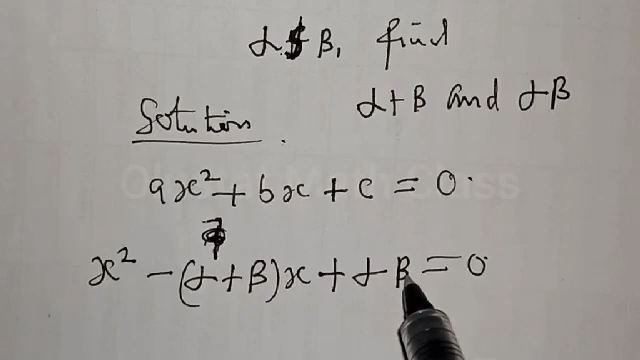 α & β, find
α+β and αβ
Solution.
ax² + bx + c = 0.
x² - (α+β)x + αβ = 0